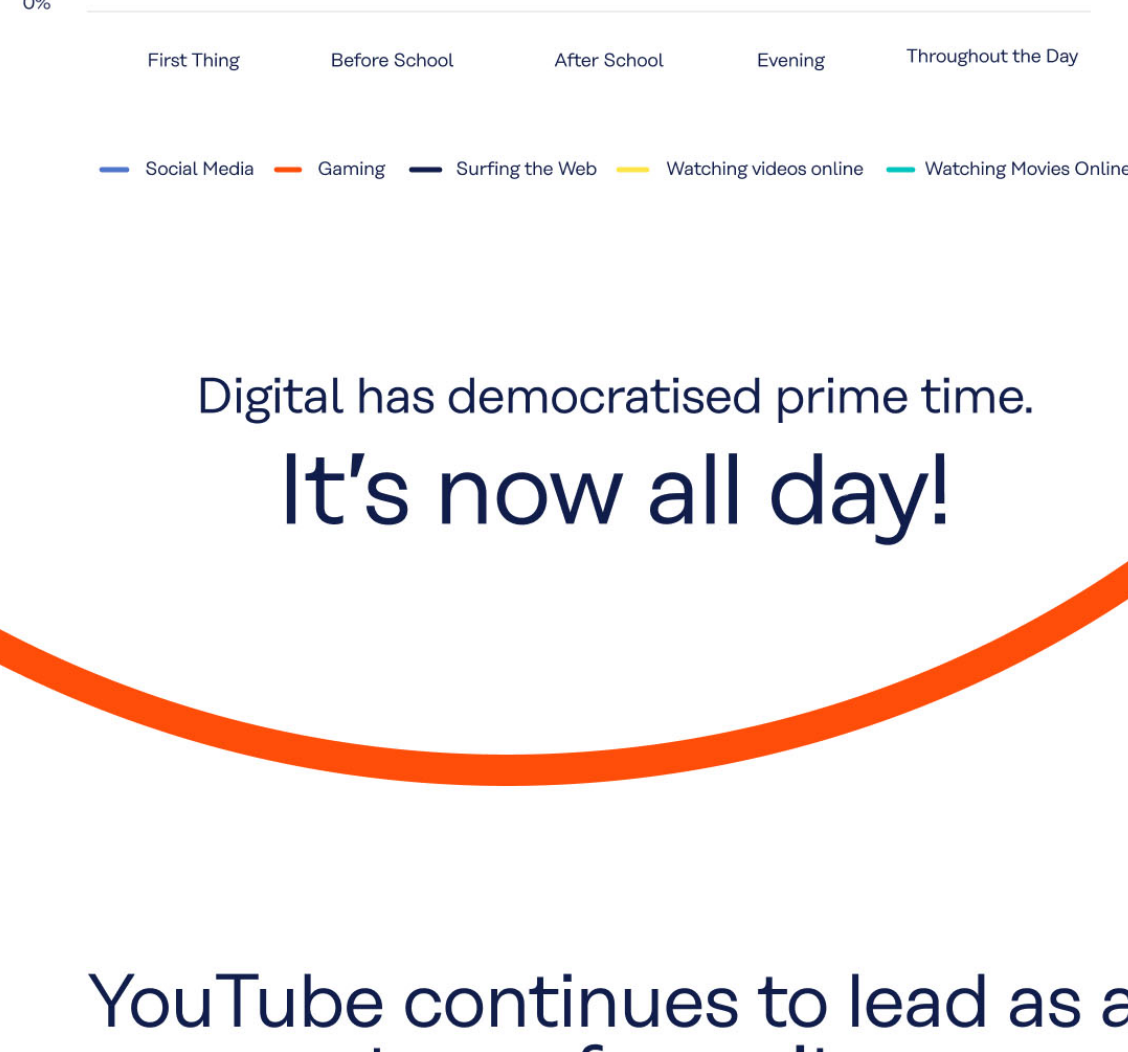 0%
First Thing Before School After School Evening Throughout the Day
Social Media Gaming Surfing the Web Watching videos online Watching Movies Online
Digital has democratised prime time.
It's now all day!
YouTube continues to lead as a